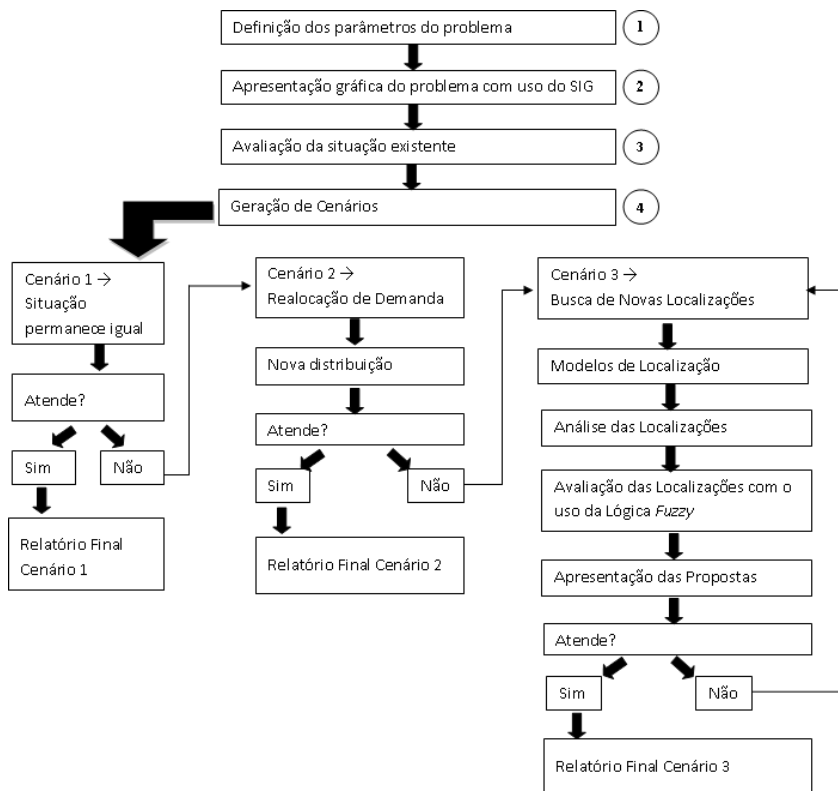 Definição dos parâmetros do problema
1
Apresentação gráfica do problema com uso do SIG
2
Avaliação da situação existente
3
Geração de Cenários
4
Cenário 1 →
Situação
permanece igual
Atende?
Sim
Não
Relatório Final
Cenário 1
Cenário 2 →
Realocação de Demanda
Nova distribuição
Atende?
Sim
Não
Relatório Final Cenário 2
Cenário 3 →
Busca de Novas Localizações
Modelos de Localização
Análise das Localizações
Avaliação das Localizações com o
uso da Lógica Fuzzy
Apresentação das Propostas
Atende?
Sim
Não
Relatório Final Cenário 3